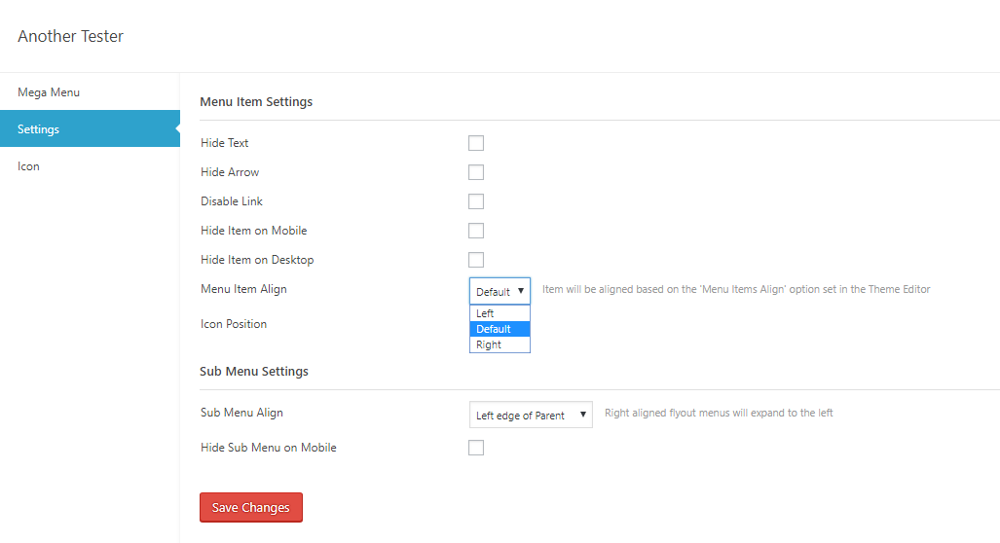 Another Tester
Mega Menu
Settings
Icon
Menu Item Settings
Hide Text
Hide Arrow
Disable Link
Hide Item on Mobile
Hide Item on Desktop
Menu Item Align Default Item will be aligned based on the 'Menu Items Align' option set in the Theme Editor
Left
Default
Right
Icon Position
Sub Menu Settings
Sub Menu Align Left edge of Parent Right aligned flyout menus will expand to the left
Hide Sub Menu on Mobile
Save Changes